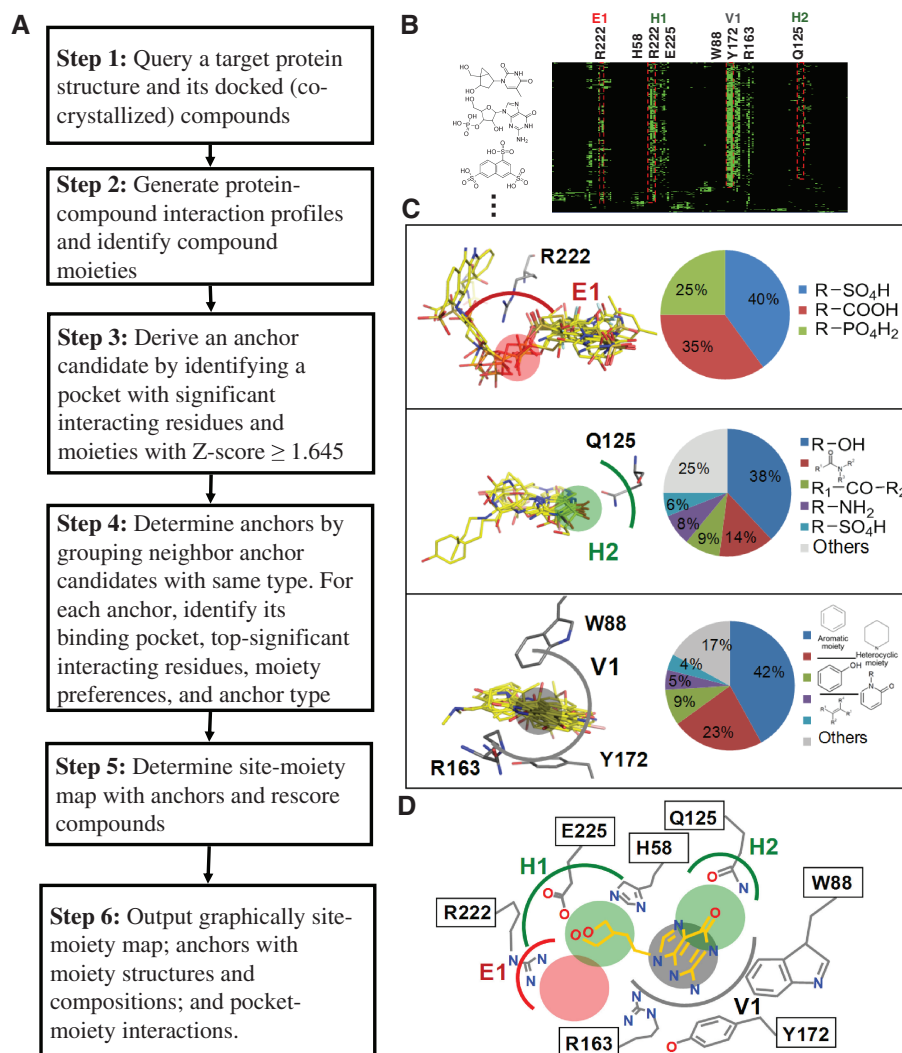 A
Step 1: Query a target protein
structure and its docked (co-
crystallized) compounds
Step 2: Generate protein-
compound interaction profiles
and identify compound
moieties
Step 3: Derive an anchor
candidate by identifying a
pocket with significant
interacting residues and
moieties with Z-score ≥ 1.645
Step 4: Determine anchors by
grouping neighbor anchor
candidates with same type. For
each anchor, identify its
binding pocket, top-significant
interacting residues, moiety
preferences, and anchor type
Step 5: Determine site-moiety
map with anchors and rescore
compounds
Step 6: Output graphically site-
moiety map; anchors with
moiety structures and
compositions; and pocket-
moiety interactions.
B
E1 H1 V1 H2
R222 H58 R222 E225 W88 Y172 R163 Q125
C
R222
E1
25%
40%
35%
R-SO4H
R-COOH
R-PO4H2
Q125
H2
25%
38%
6%
8%
9%
14%
R-OH
R1-CO-R2
R-NH2
R-SO4H
Others
W88
V1
R163
Y172
17%
42%
4%
5%
9%
23%
Aromatic
moiety
Heterocyclic
moiety
OH
Others
D
Q125
E225
H58
H2
H1
W88
R222
E1
V1
R163
Y172